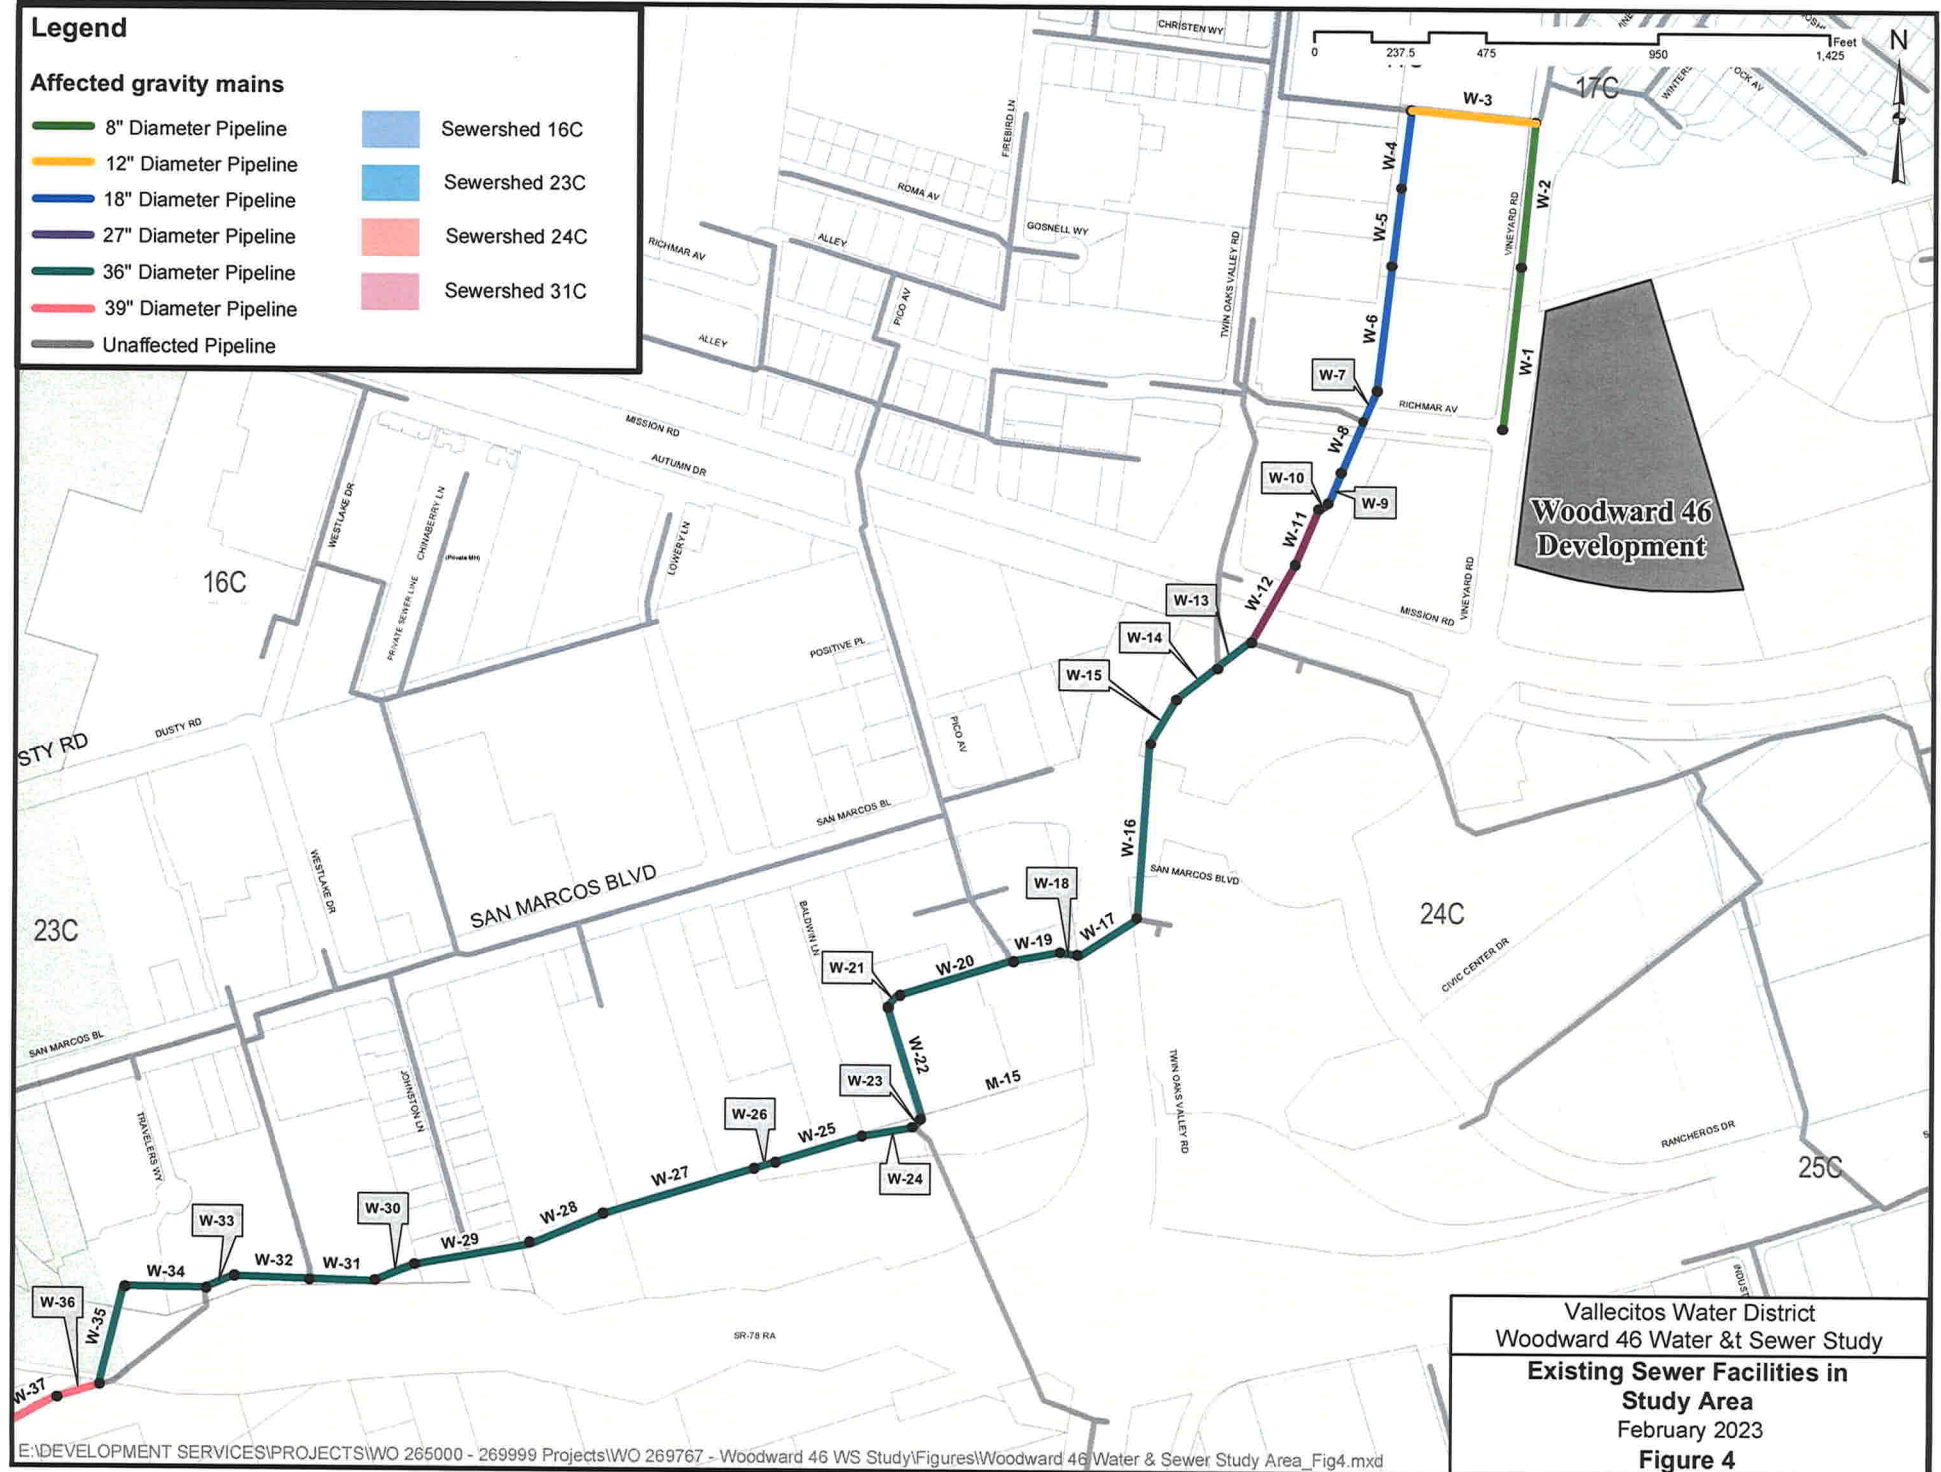 Legend
Affected gravity mains
8" Diameter Pipeline
12" Diameter Pipeline
18" Diameter Pipeline
27" Diameter Pipeline
36" Diameter Pipeline
39" Diameter Pipeline
Unaffected Pipeline
Sewershed 16C
Sewershed 23C
Sewershed 24C
Sewershed 31C
CHRISTEN WY
0 237.5 475 950 1,425 Feet
N
17C
W-3
W-4
W-2
W-5
VINEYARD RD
FIREBIRD LN
ROMA AV
GOSNELL WY
ALLEY
RICHMAR AV
TWIN OAKS VALLEY RD
PICO AV
ALLEY
W-6
W-1
W-7
RICHMAR AV
MISSION RD
W-8
AUTUMN DR
W-10
W-9
WESTLAKE DR
CHINABERRY LN
(Private MH)
PRIVATE SEWER LINE
LOWERY LN
W-11
Woodward 46
Development
16C
W-12
W-13
VINEYARD RD
MISSION RD
W-14
POSITIVE PL
W-15
DUSTY RD
STY RD
PICO AV
SAN MARCOS BL
W-16
WESTLAKE DR
SAN MARCOS BLVD
SAN MARCOS BLVD
W-18
24C
23C
BALDWIN LN
W-17
W-19
W-20
W-21
CIVIC CENTER DR
SAN MARCOS BL
W-22
W-23
M-15
TWIN OAKS VALLEY RD
JOHNSTON LN
TRAVELERS WY
W-26
W-25
RANCHEROS DR
W-24
25C
W-27
W-30
W-28
W-33
W-29
W-32
W-31
W-34
W-36
W-35
SR-78 RA
W-37
Vallecitos Water District
Woodward 46 Water &t Sewer Study
Existing Sewer Facilities in
Study Area
February 2023
Figure 4
E:\DEVELOPMENT SERVICES\PROJECTS\WO 265000 - 269999 Projects\WO 269767 - Woodward 46 WS Study\Figures\Woodward 46 Water & Sewer Study Area_Fig4.mxd